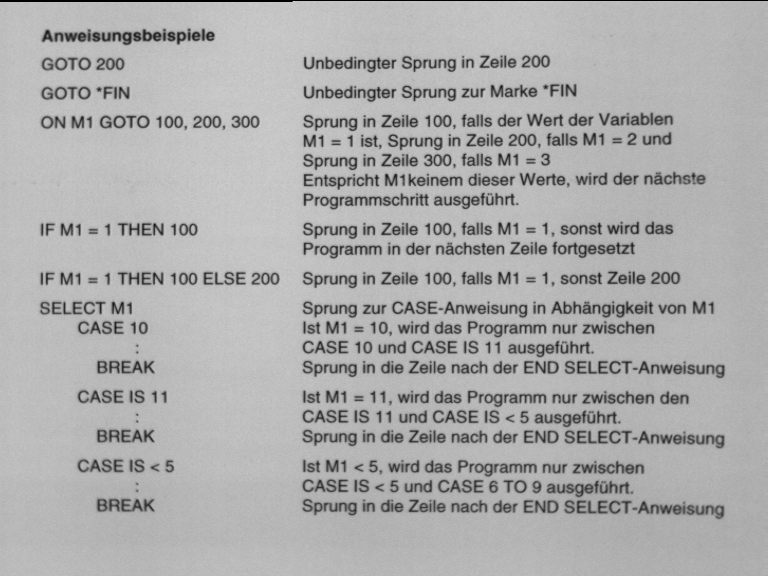 Anweisungsbeispiele
GOTO 200 Unbedingter Sprung in Zeile 200
GOTO *FIN Unbedingter Sprung zur Marke *FIN
ON M1 GOTO 100, 200, 300 Sprung in Zeile 100, falls der Wert der Variablen
M1 = 1 ist, Sprung in Zeile 200, falls M1 = 2 und
Sprung in Zeile 300, falls M1 = 3
Entspricht M1keinem dieser Werte, wird der nächste
Programmschritt ausgeführt.
IF M1 = 1 THEN 100 Sprung in Zeile 100, falls M1 = 1, sonst wird das
Programm in der nächsten Zeile fortgesetzt
IF M1 = 1 THEN 100 ELSE 200 Sprung in Zeile 100, falls M1 = 1, sonst Zeile 200
SELECT M1 Sprung zur CASE-Anweisung in Abhängigkeit von M1
CASE 10 Ist M1 = 10, wird das Programm nur zwischen
: CASE 10 und CASE IS 11 ausgeführt.
BREAK Sprung in die Zeile nach der END SELECT-Anweisung
CASE IS 11 Ist M1 = 11, wird das Programm nur zwischen den
: CASE IS 11 und CASE IS < 5 ausgeführt.
BREAK Sprung in die Zeile nach der END SELECT-Anweisung
CASE IS < 5 Ist M1 < 5, wird das Programm nur zwischen
: CASE IS < 5 und CASE 6 TO 9 ausgeführt.
BREAK Sprung in die Zeile nach der END SELECT-Anweisung